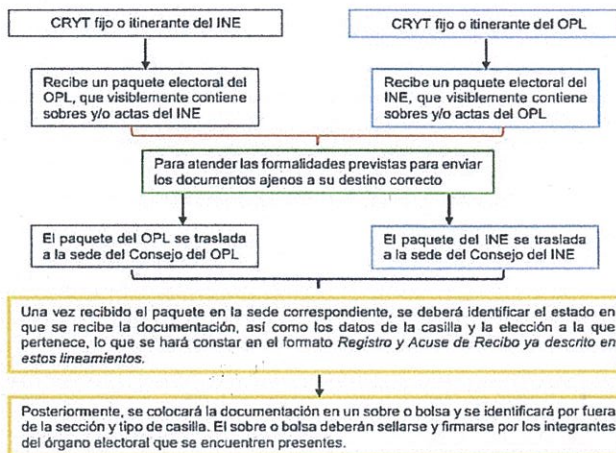 CRYT fijo o itinerante del INE
CRYT fijo o itinerante del OPL
Recibe un paquete electoral del
OPL, que visiblemente contiene
sobres y/o actas del INE
Recibe un paquete electoral del
INE, que visiblemente contiene
sobres y/o actas del OPL
Para atender las formalidades previstas para enviar
los documentos ajenos a su destino correcto
El paquete del OPL se traslada
a la sede del Consejo del OPL
El paquete del INE se traslada
a la sede del Consejo del INE
Una vez recibido el paquete en la sede correspondiente, se deberá identificar el estado en
que se recibe la documentación, así como los datos de la casilla y la elección a la que
pertenece, lo que se hará constar en el formato Registro y Acuse de Recibo ya descrito en
estos lineamientos.
Posteriormente, se colocará la documentación en un sobre o bolsa y se identificará por fuera
de la sección y tipo de casilla. El sobre o bolsa deberán sellarse y firmarse por los integrantes
del órgano electoral que se encuentren presentes.